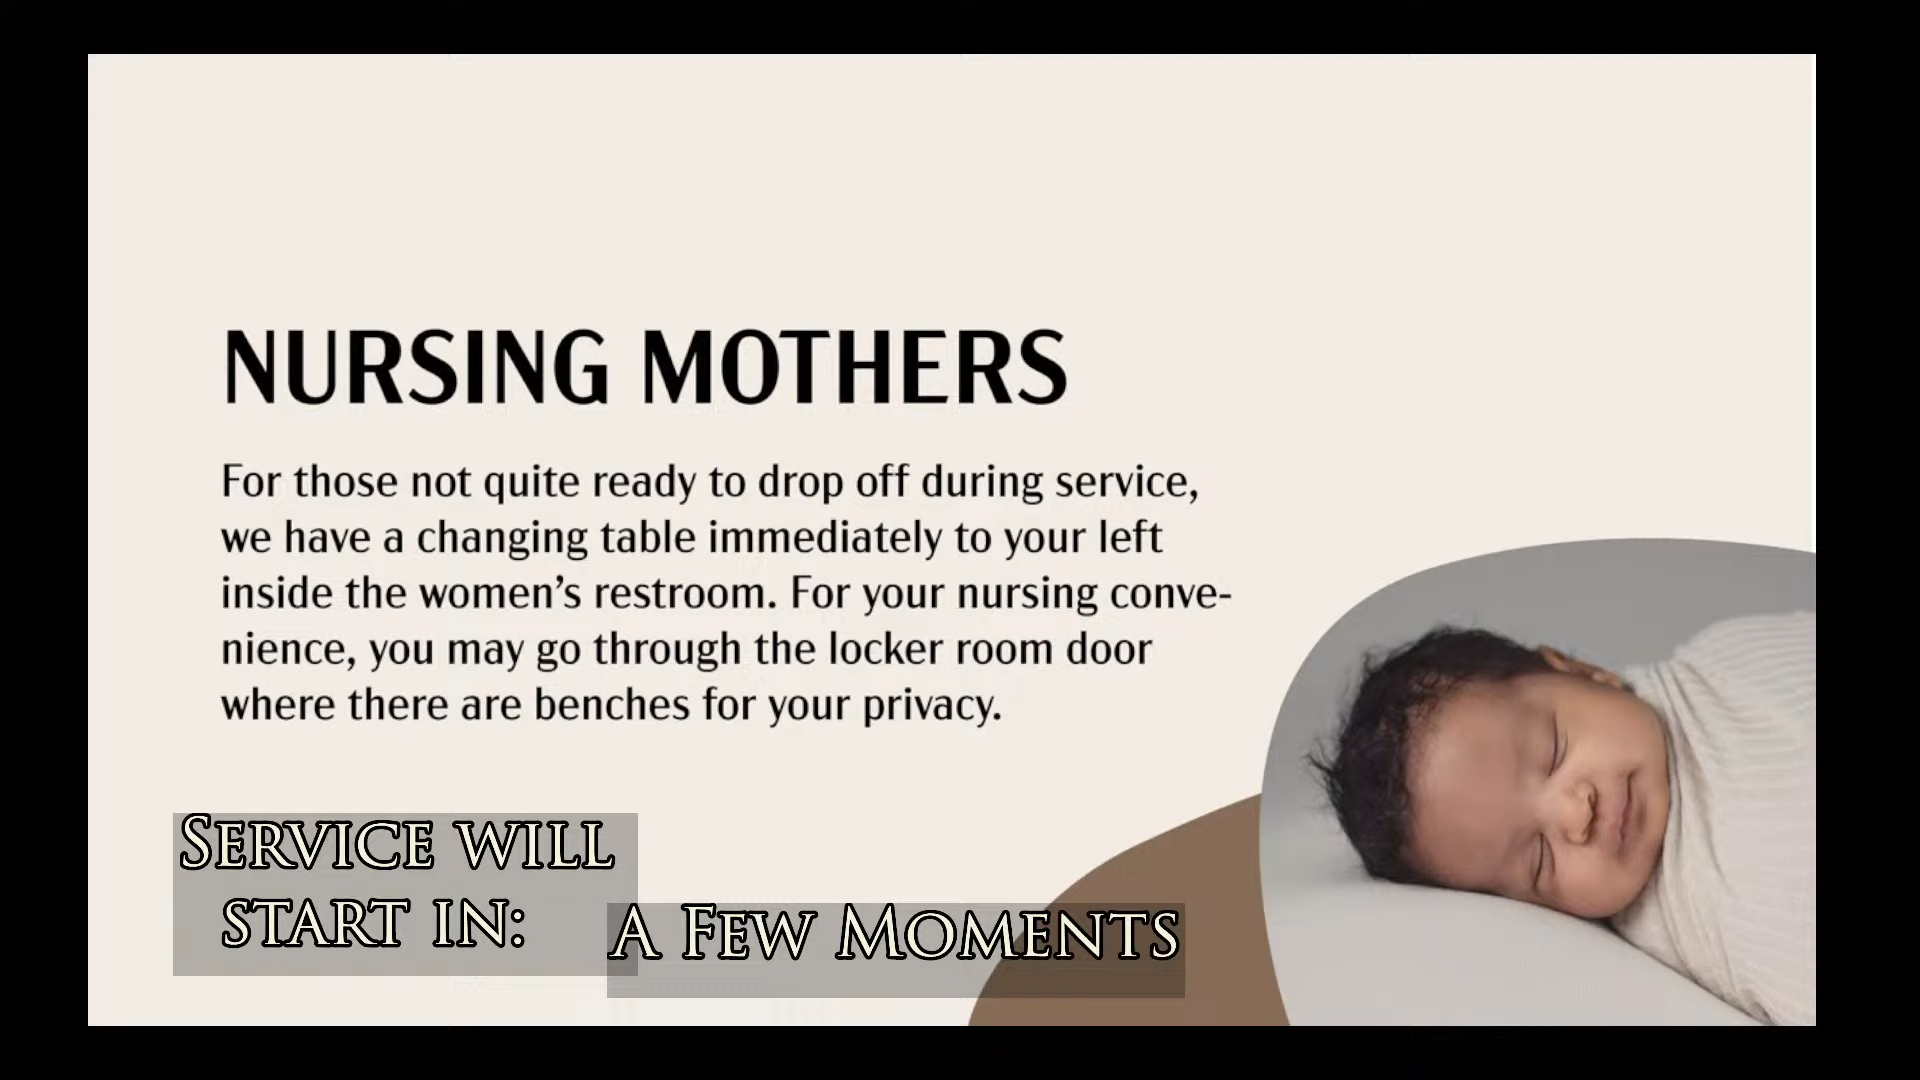 NURSING MOTHERS
For those not quite ready to drop off during service,
we have a changing table immediately to your left
inside the women’s restroom. For your nursing conve-
nience, you may go through the locker room door
where there are benches for your privacy.
SERVICE WILL
START IN:
A FEW MOMENTS